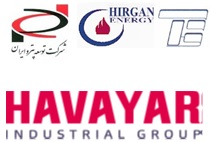 HIRGAN
ENERGY
شرکت توسعه پترو ایران
HAVAYAR
INDUSTRIAL GROUP